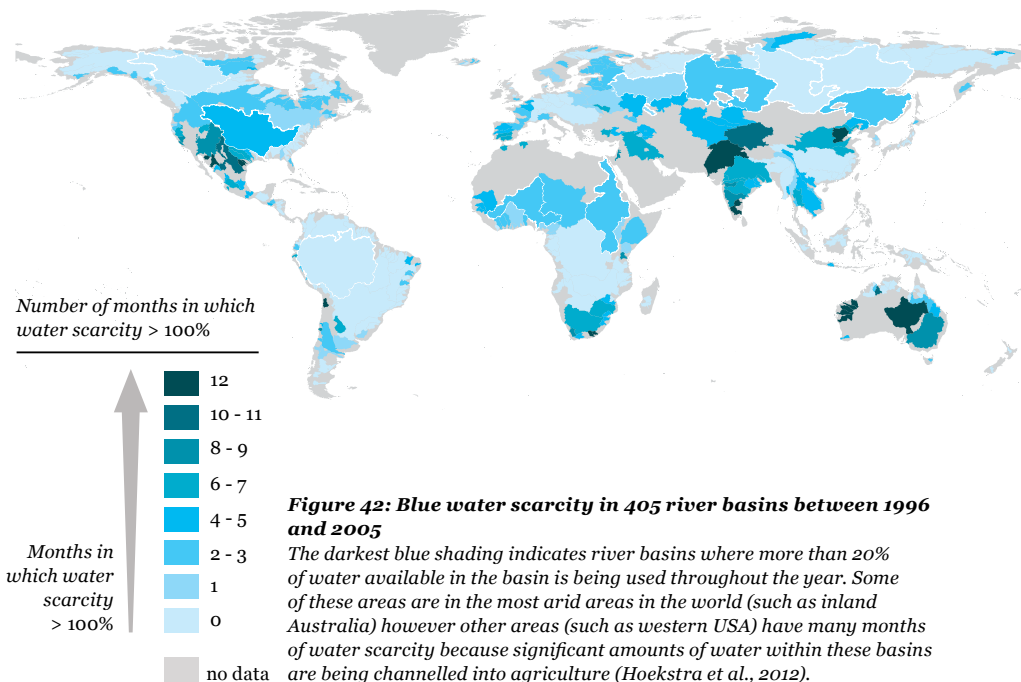 Number of months in which
water scarcity > 100%
12
10 - 11
8 - 9
6 - 7
4 - 5
2 - 3
1
0
no data
Months in
which water
scarcity
> 100%
Figure 42: Blue water scarcity in 405 river basins between 1996
and 2005
The darkest blue shading indicates river basins where more than 20%
of water available in the basin is being used throughout the year. Some
of these areas are in the most arid areas in the world (such as inland
Australia) however other areas (such as western USA) have many months
of water scarcity because significant amounts of water within these basins
are being channelled into agriculture (Hoekstra et al., 2012).